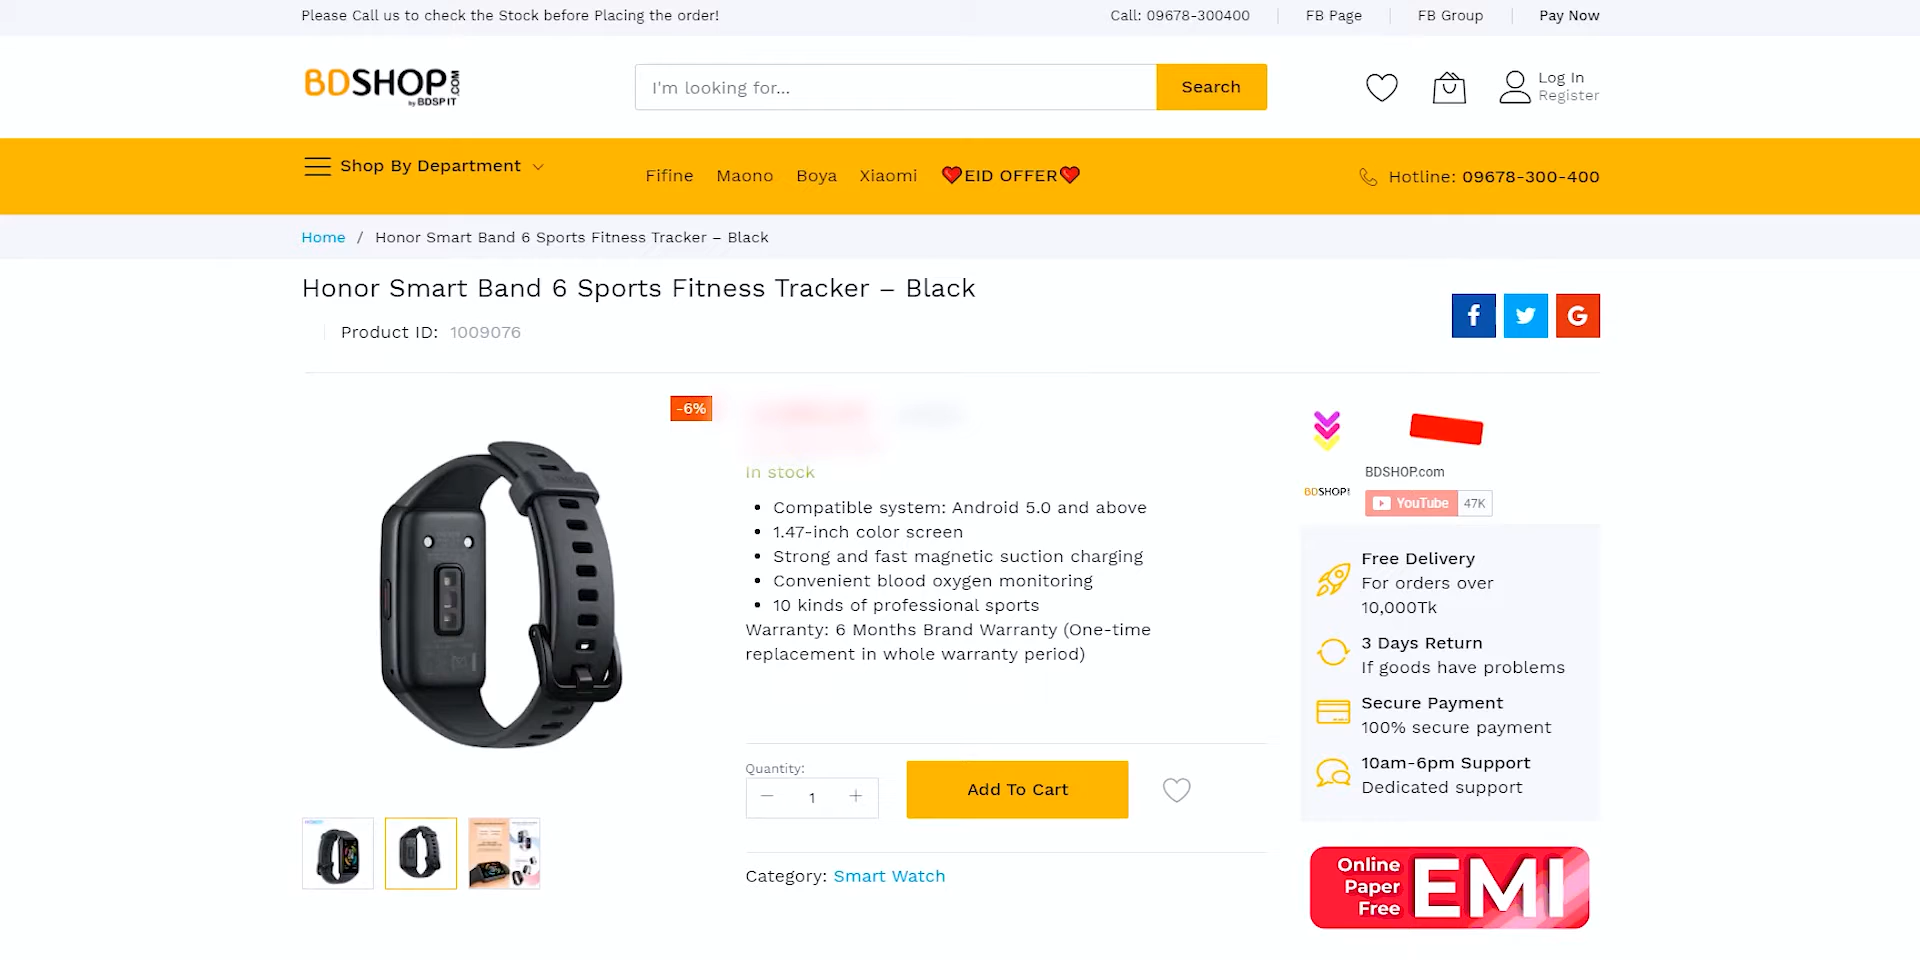 Please Call us to check the Stock before Placing the order!
Call: 09678-300400
FB Page
FB Group
Pay Now
BDSHOP.COM
by BDSPIT
I'm looking for...
Search
Log In
Register
Shop By Department
Fifine
Maono
Boya
Xiaomi
EID OFFER
Hotline: 09678-300-400
Home / Honor Smart Band 6 Sports Fitness Tracker – Black
Honor Smart Band 6 Sports Fitness Tracker – Black
Product ID: 1009076
-6%
In stock
Compatible system: Android 5.0 and above
1.47-inch color screen
Strong and fast magnetic suction charging
Convenient blood oxygen monitoring
10 kinds of professional sports
Warranty: 6 Months Brand Warranty (One-time
replacement in whole warranty period)
Quantity:
1
Add To Cart
Category: Smart Watch
BDSHOP.com
BDSHOP!
YouTube 47K
Free Delivery
For orders over
10,000Tk
3 Days Return
If goods have problems
Secure Payment
100% secure payment
10am-6pm Support
Dedicated support
Online
Paper
Free
EMI